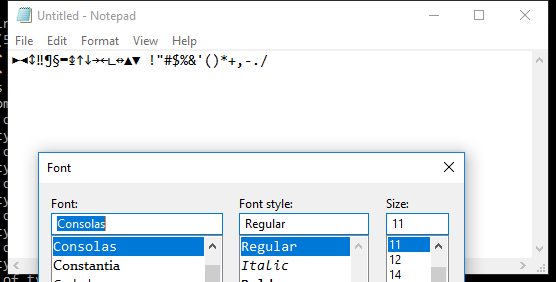 Untitled - Notepad
File Edit Format View Help
►◄↕‼¶§▬↨↑↓→←∟↔▲▼ !"#$%&'()*+,-./
Font
Font: Font style: Size:
Consolas Regular 11
Consolas Regular 11
Constantia Italic 12
14